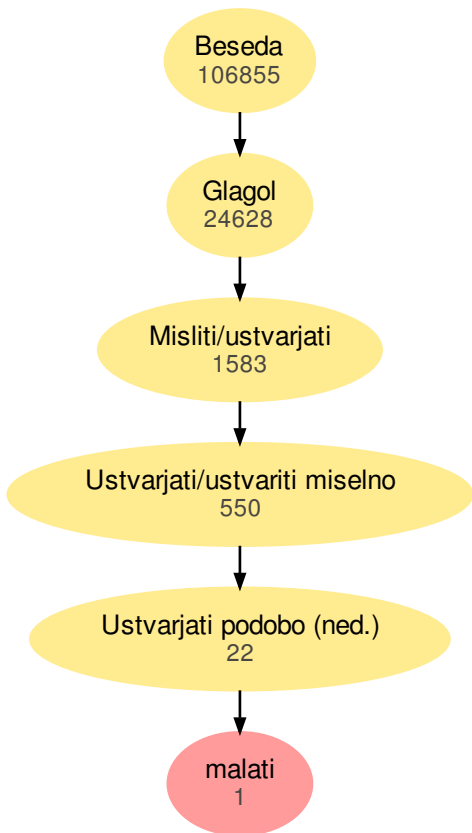 Beseda
106855
Glagol
24628
Misliti/ustvarjati
1583
Ustvarjati/ustvariti miselno
550
Ustvarjati podobo (ned.)
22
malati
1